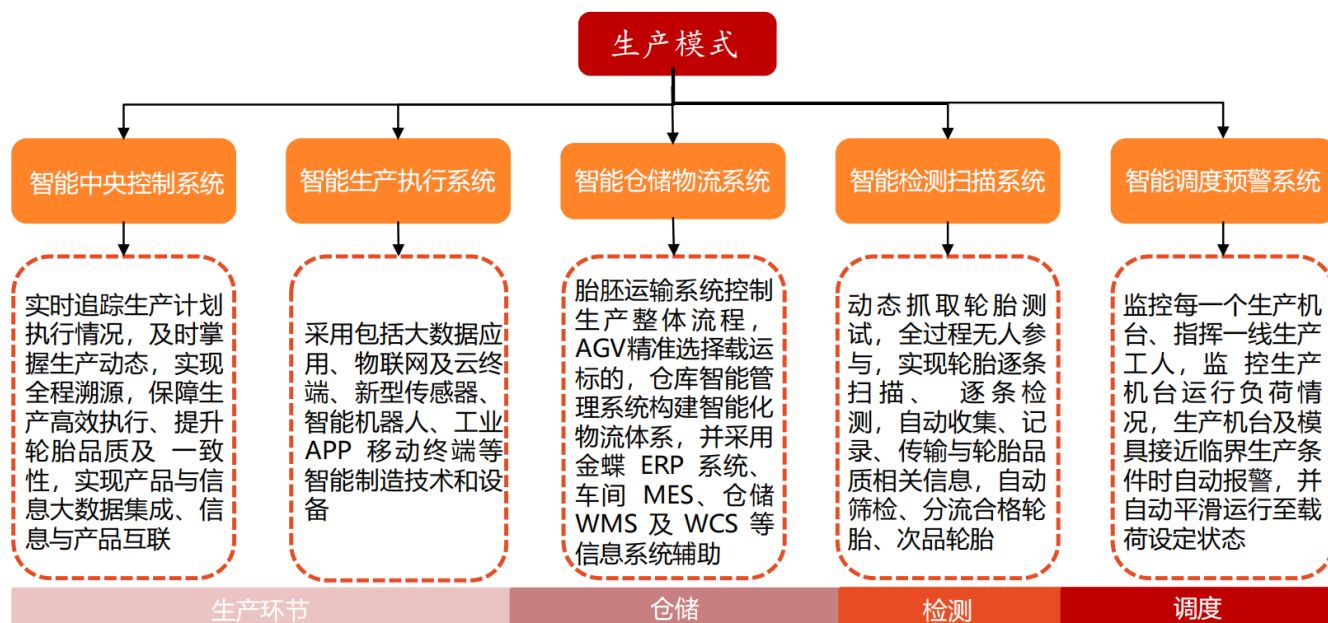 生产模式
智能中央控制系统
智能生产执行系统
智能仓储物流系统
智能检测扫描系统
智能调度预警系统
实时追踪生产计划
执行情况，及时掌
握生产动态，实现
全程溯源，保障生
产高效执行、提升
轮胎品质及 一致
性，实现产品与信
息大数据集成、信
息与产品互联
采用包括大数据应
用、物联网及云终
端、新型传感器、
智能机器人、工业
APP 移动终端等
智能制造技术和设
备
胎胚运输系统控制
生产整体流程，
AGV精准选择载运
标的，仓库智能管
理系统构建智能化
物流体系，并采用
金蝶 ERP 系统、
车间 MES、仓储
WMS 及 WCS 等
信息系统辅助
动态抓取轮胎测
试，全过程无人参
与，实现轮胎逐条
扫描、 逐条检
测，自动收集、记
录、传输与轮胎品
质相关信息，自动
筛检、分流合格轮
胎、次品轮胎
监控每一个生产机
台、指挥一线生产
工人，监 控生产
机台运行负荷情
况，生产机台及模
具接近临界生产条
件时自动报警，并
自动平滑运行至载
荷设定状态
生产环节
仓储
检测
调度